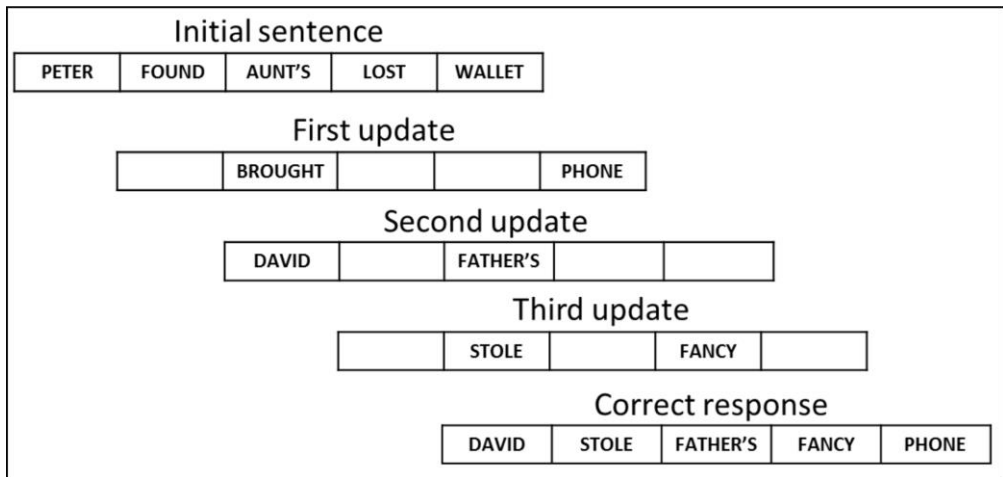 Initial sentence
PETER FOUND AUNT'S LOST WALLET
First update
BROUGHT PHONE
Second update
DAVID FATHER'S
Third update
STOLE FANCY
Correct response
DAVID STOLE FATHER'S FANCY PHONE